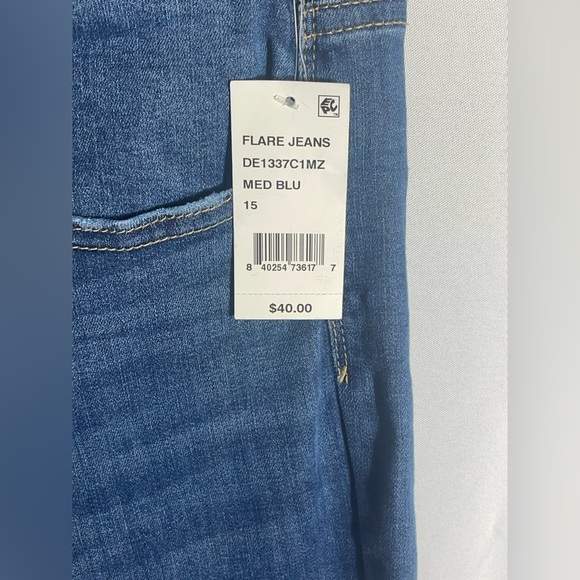 FLARE JEANS
DE1337C1MZ
MED BLU
15
8 40254 73617 7
$40.00